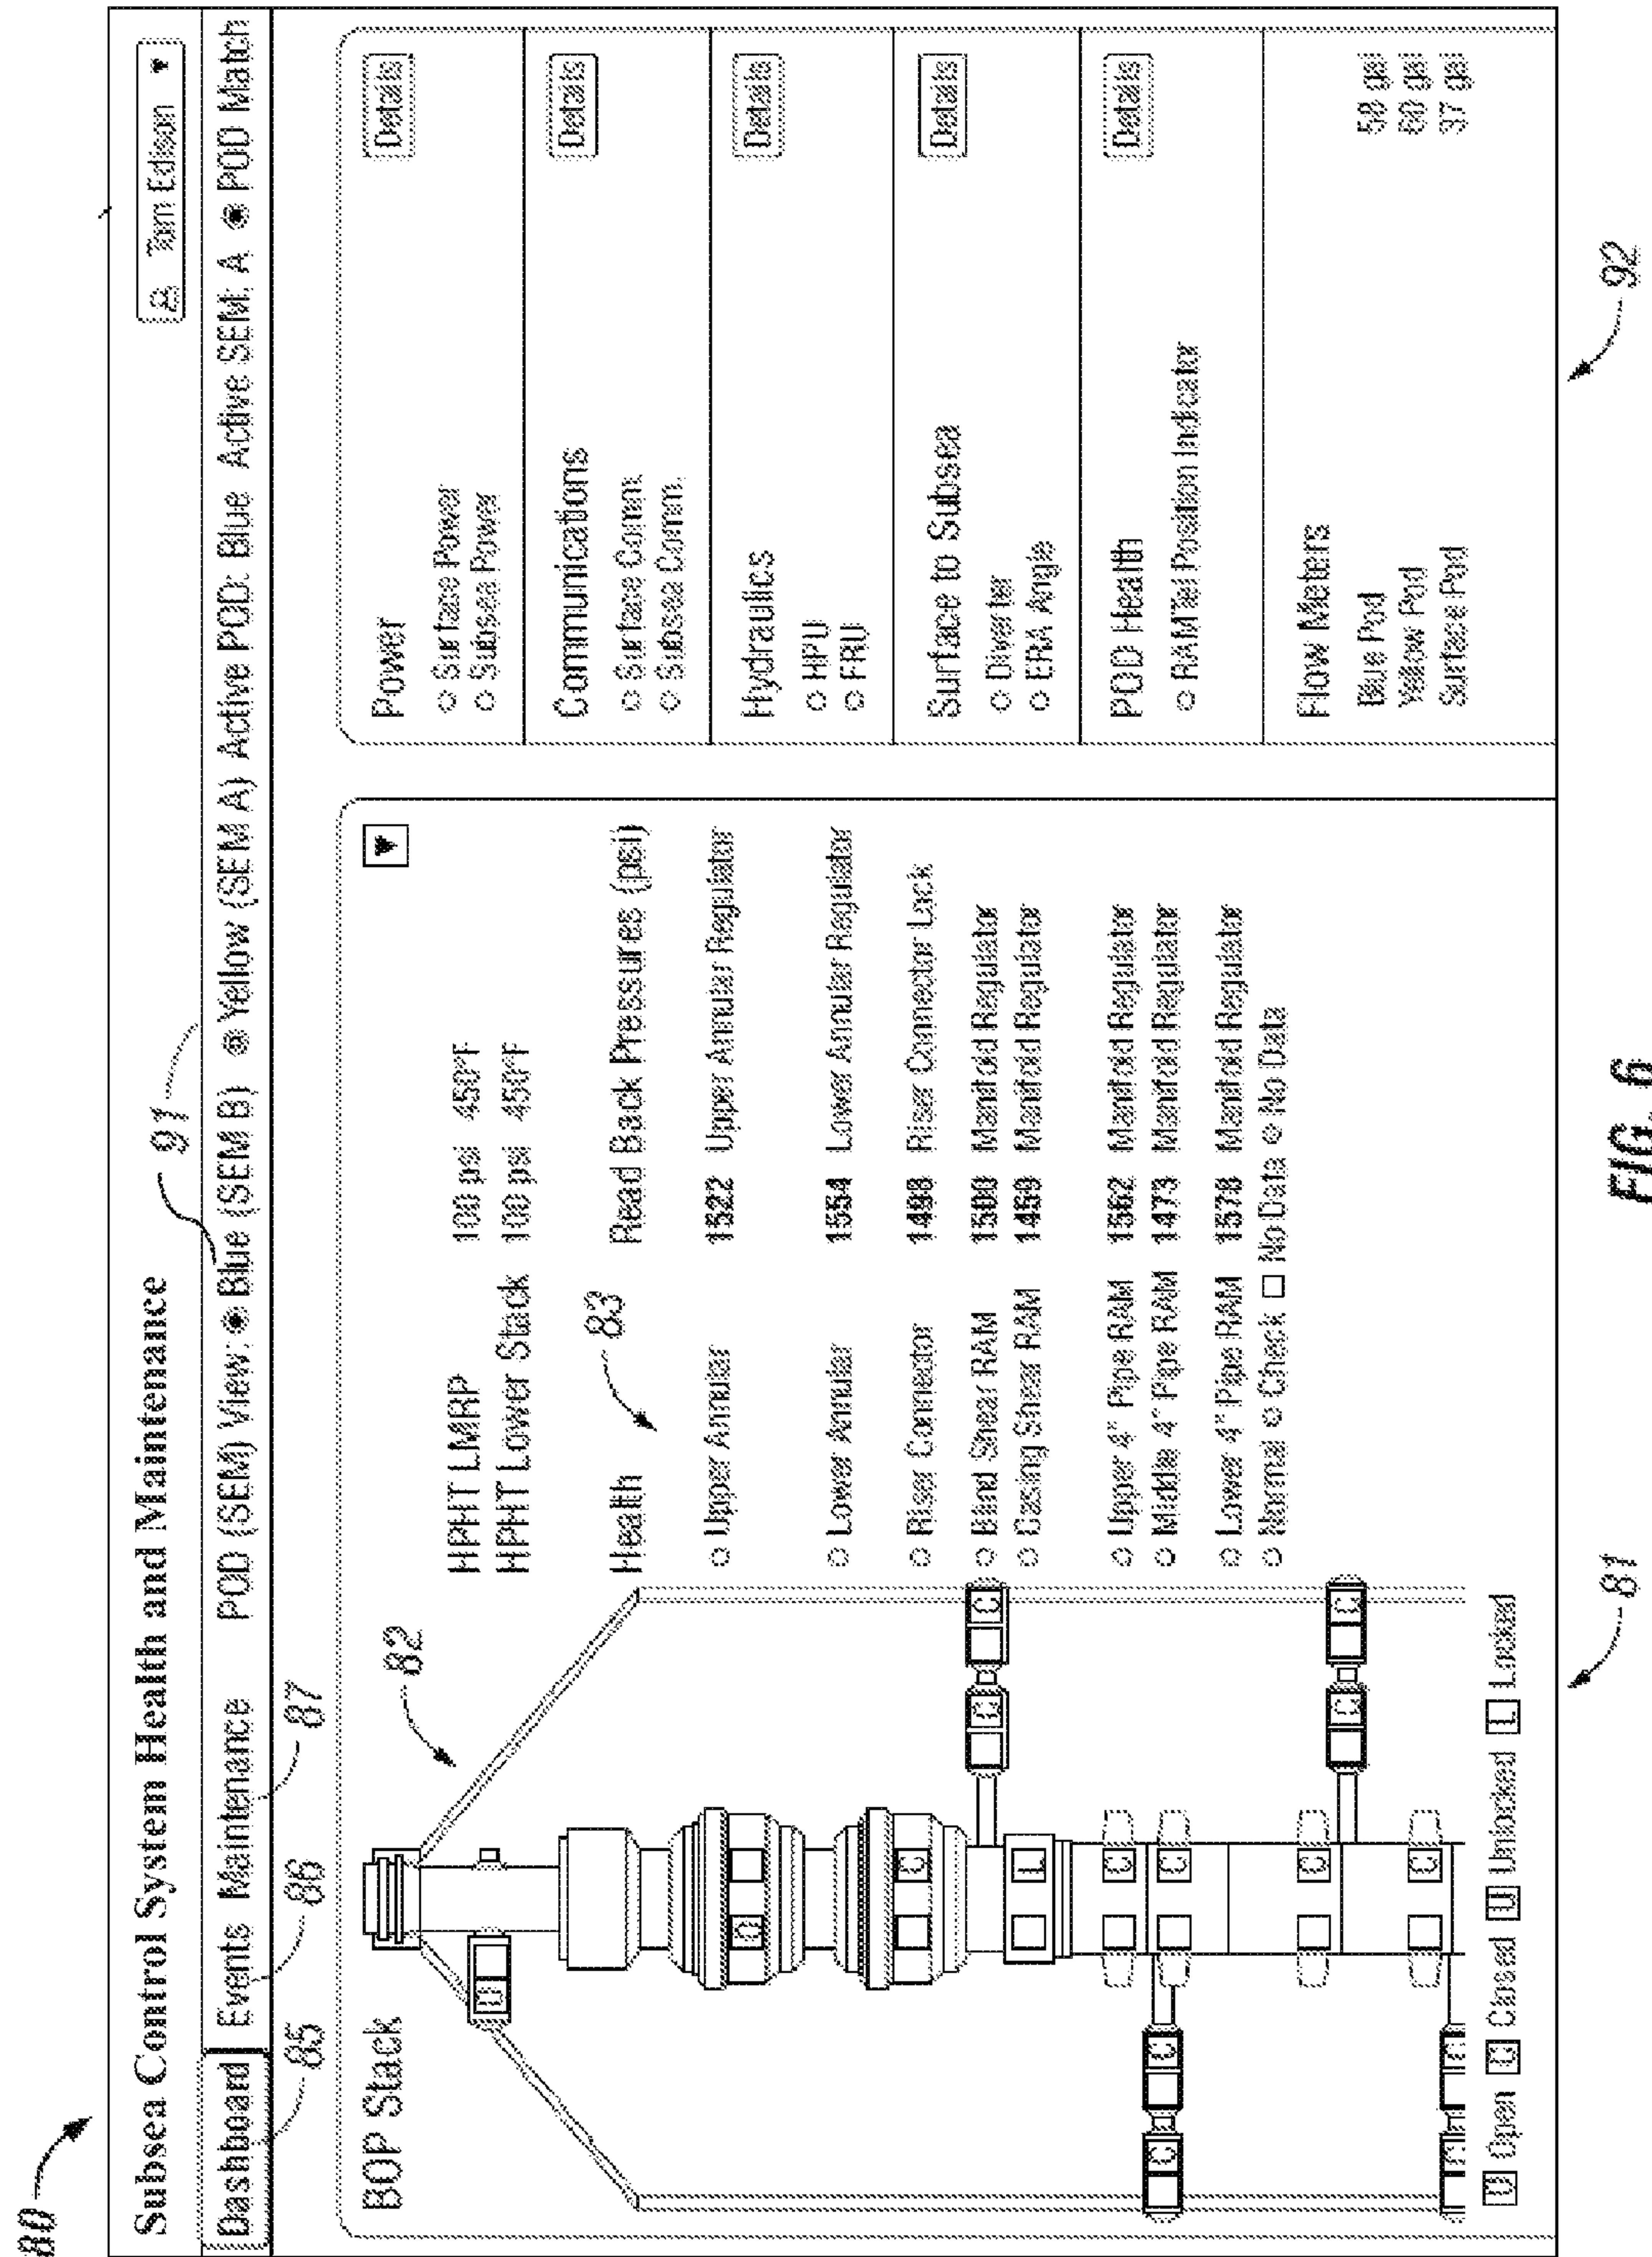 80
Subsea Control System Health and Maintenance
Tom Edison
Dashboard Events Maintenance POD (SEM) View: Blue (SEM B) Yellow (SEM A) Active POD: Blue Active SEM: A POD Match
85 86 87 91
BOP Stack
82
U
O
C
L
C
C
C
C
C
C
C
C
C
C
C
HPHT LMRP 100 psi 450°F
HPHT Lower Stack 100 psi 450°F
83
Health Read Back Pressures (psi)
Upper Annular 1522 Upper Annular Regulator
Lower Annular 1554 Lower Annular Regulator
Riser Connector 1498 Riser Connector Lock
Blind Shear RAM 1500 Manifold Regulator
Casing Shear RAM 1459 Manifold Regulator
Upper 4" Pipe RAM 1562 Manifold Regulator
Middle 4" Pipe RAM 1473 Manifold Regulator
Lower 4" Pipe RAM 1578 Manifold Regulator
Normal Check No Data No Data
U Open C Closed U Unlocked L Locked
81
Power Details
Surface Power
Subsea Power
Communications Details
Surface Comm.
Subsea Comm.
Hydraulics Details
HPU
FRU
Surface to Subsea Details
Diverter
ERA Angle
POD Health Details
RAMTel Position Indicator
Flow Meters
Blue Pod 58 gal
Yellow Pod 60 gal
Surface Pod 37 gal
92
FIG. 6